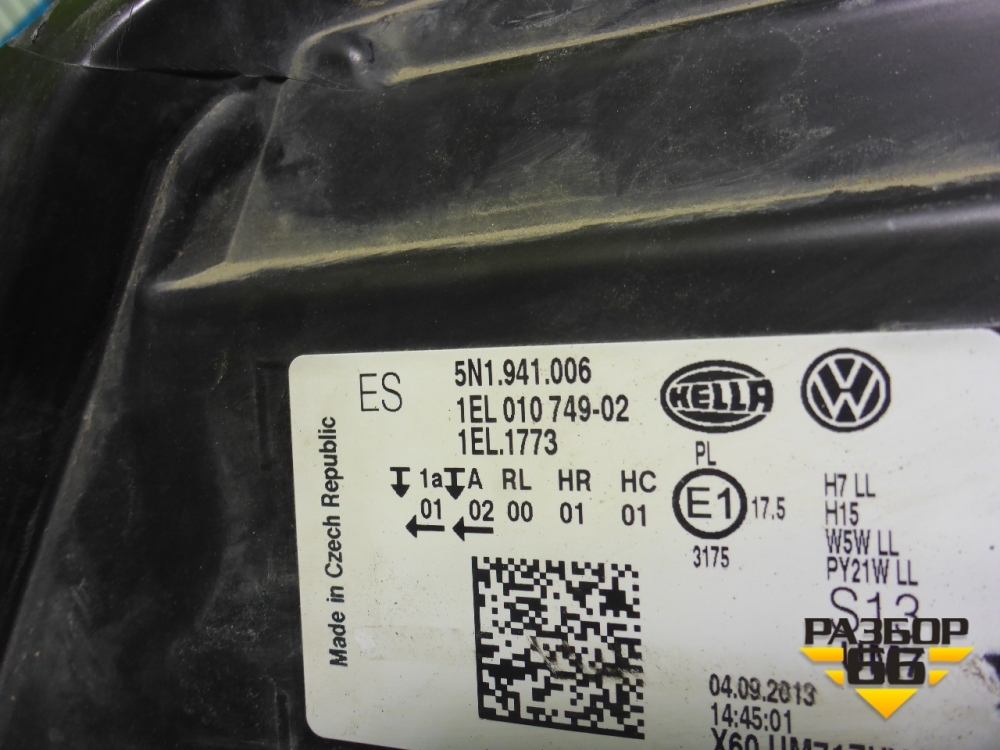 ES
5N1.941.006
1EL 010 749-02
1EL.1773
HELLA
VW
Made in Czech Republic
1a A RL HR HC
01 02 00 01 01
PL
E1
17.5
3175
H7 LL
H15
W5W LL
PY21W LL
S13
РАЗБОР
66
04.09.2013
14:45:01